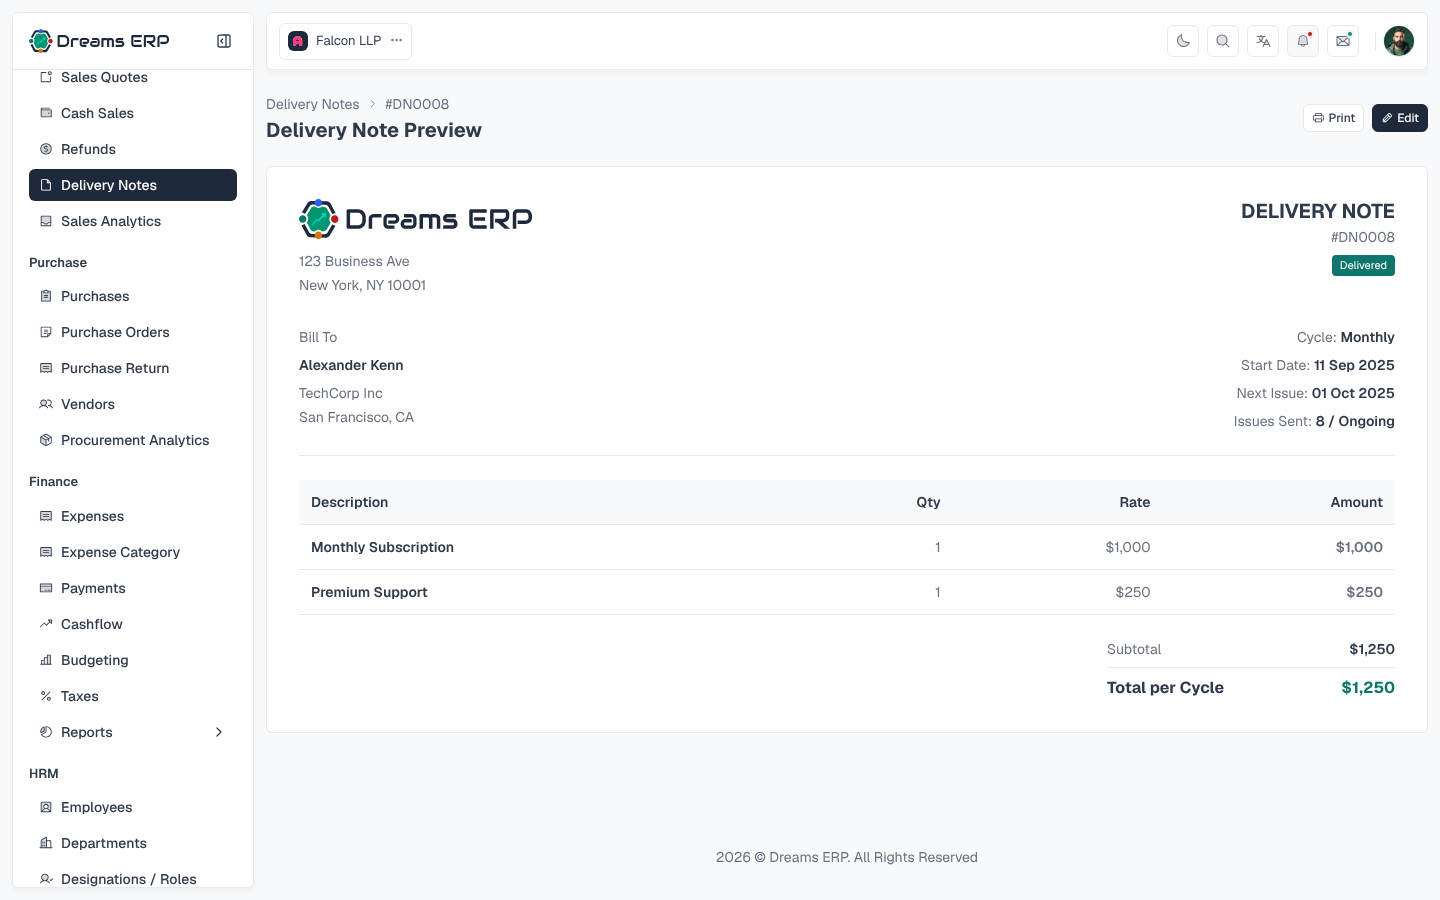 Dreams ERP
Sales Quotes
Cash Sales
Refunds
Delivery Notes
Sales Analytics
Purchase
Purchases
Purchase Orders
Purchase Return
Vendors
Procurement Analytics
Finance
Expenses
Expense Category
Payments
Cashflow
Budgeting
Taxes
Reports
HRM
Employees
Departments
Designations / Roles
Falcon LLP
Delivery Notes > #DN0008
Delivery Note Preview
Print
Edit
Dreams ERP
123 Business Ave
New York, NY 10001
DELIVERY NOTE
#DN0008
Delivered
Bill To
Alexander Kenn
TechCorp Inc
San Francisco, CA
Cycle: Monthly
Start Date: 11 Sep 2025
Next Issue: 01 Oct 2025
Issues Sent: 8 / Ongoing
Description Qty Rate Amount
Monthly Subscription 1 $1,000 $1,000
Premium Support 1 $250 $250
Subtotal $1,250
Total per Cycle $1,250
2026 © Dreams ERP. All Rights Reserved